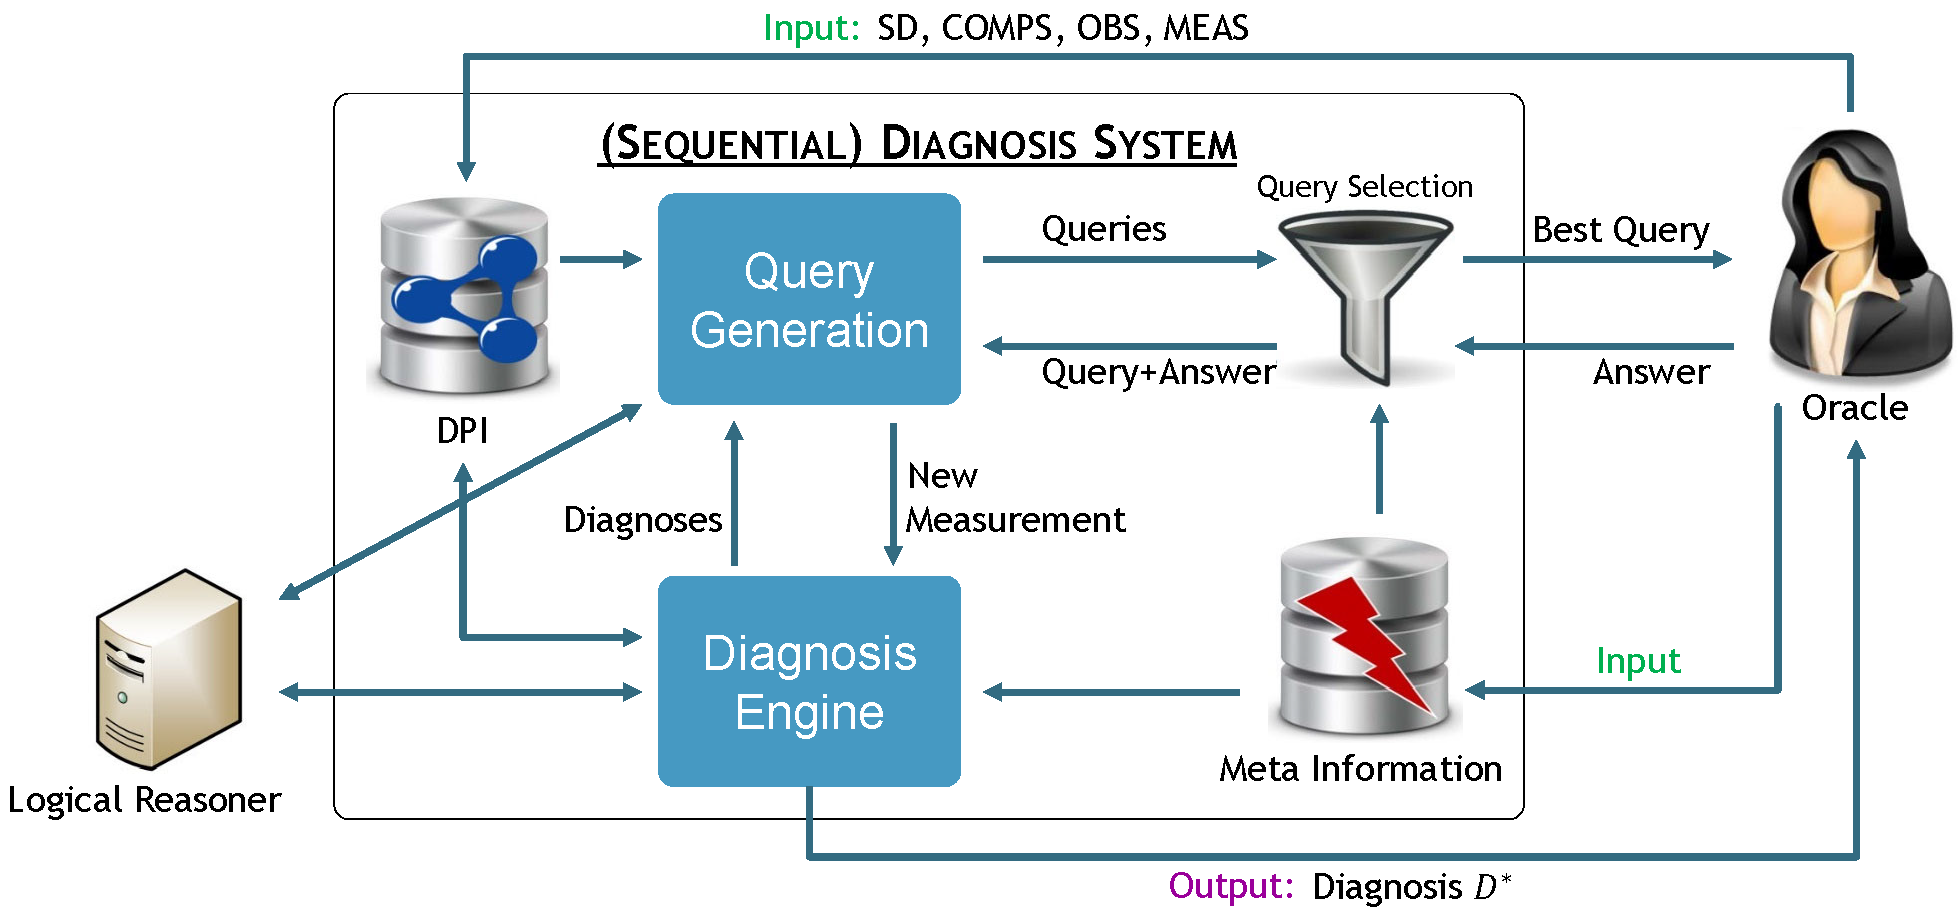 Input: SD, COMPS, OBS, MEAS
(SEQUENTIAL) DIAGNOSIS SYSTEM
Query Selection
Query
Generation
Queries
Best Query
Query+Answer
Answer
Oracle
DPI
New
Measurement
Diagnoses
Diagnosis
Engine
Input
Meta Information
Logical Reasoner
Output: Diagnosis D*